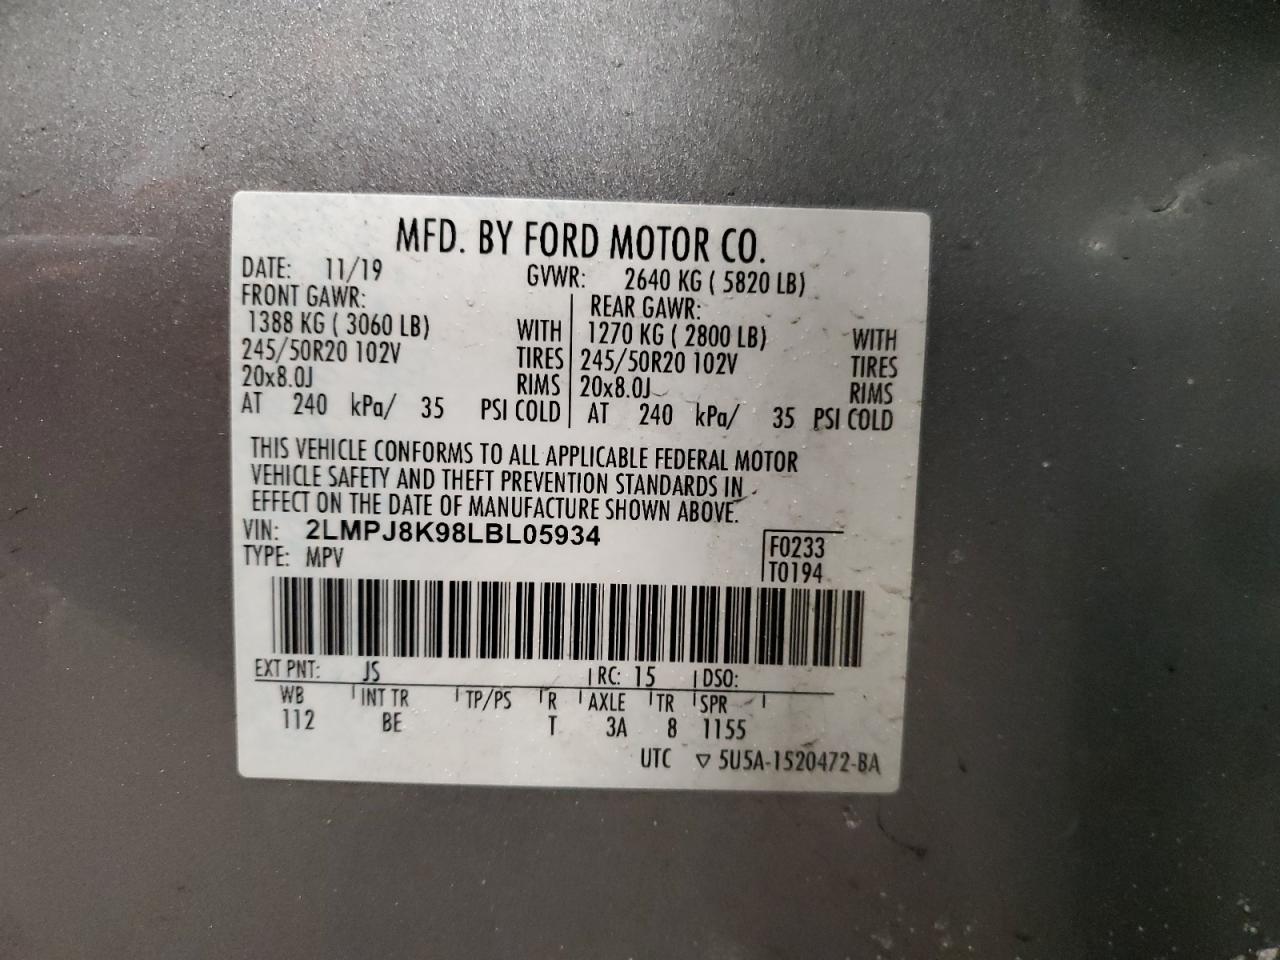 MFD. BY FORD MOTOR CO.
DATE: 11/19 GVWR: 2640 KG ( 5820 LB)
FRONT GAWR: REAR GAWR:
1388 KG ( 3060 LB) WITH 1270 KG ( 2800 LB) WITH
245/50R20 102V TIRES 245/50R20 102V TIRES
20x8.0J RIMS 20x8.0J RIMS
AT 240 kPa/ 35 PSI COLD AT 240 kPa/ 35 PSI COLD
THIS VEHICLE CONFORMS TO ALL APPLICABLE FEDERAL MOTOR
VEHICLE SAFETY AND THEFT PREVENTION STANDARDS IN
EFFECT ON THE DATE OF MANUFACTURE SHOWN ABOVE.
VIN: 2LMPJ8K98LBL05934
TYPE: MPV
F0233
T0194
EXT PNT: JS RC: 15 DSO:
WB INT TR TP/PS R AXLE TR SPR
112 BE T 3A 8 1155
UTC ▽ 5U5A-1520472-BA